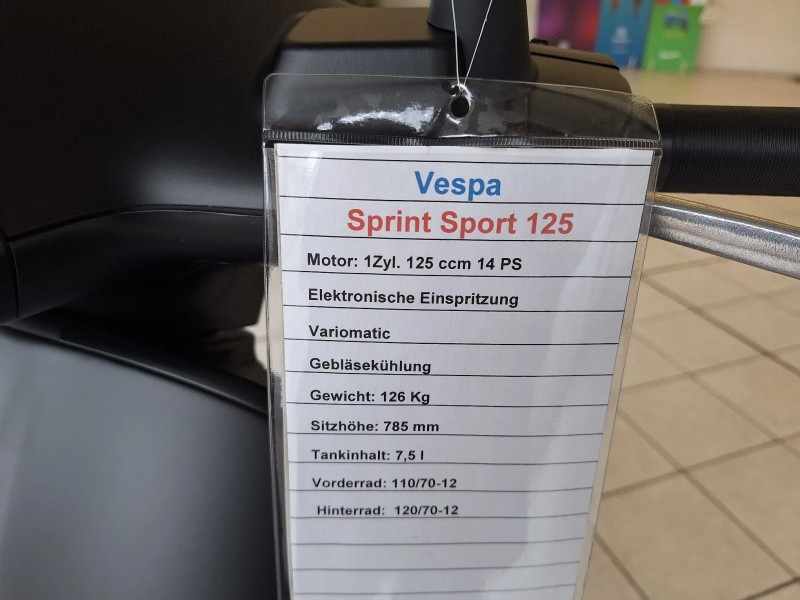 Vespa
Sprint Sport 125
Motor: 1Zyl. 125 ccm 14 PS
Elektronische Einspritzung
Variomatic
Gebläsekühlung
Gewicht: 126 Kg
Sitzhöhe: 785 mm
Tankinhalt: 7,5 l
Vorderrad: 110/70-12
Hinterrad: 120/70-12